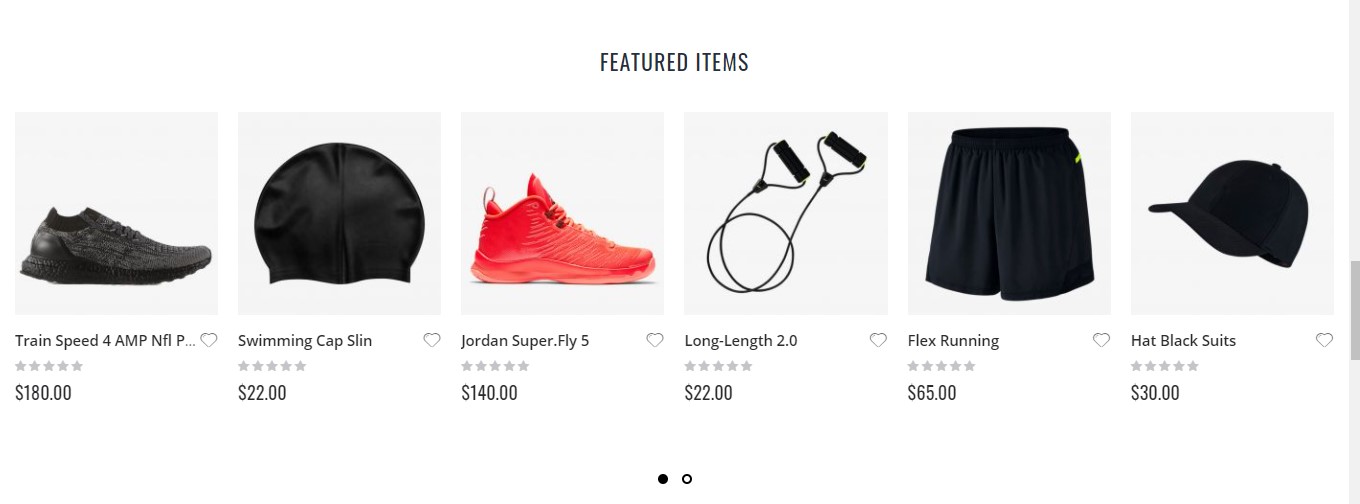 FEATURED ITEMS
Train Speed 4 AMP Nfl P...
Swimming Cap Slin
Jordan Super.Fly 5
Long-Length 2.0
Flex Running
Hat Black Suits
$180.00
$22.00
$140.00
$22.00
$65.00
$30.00